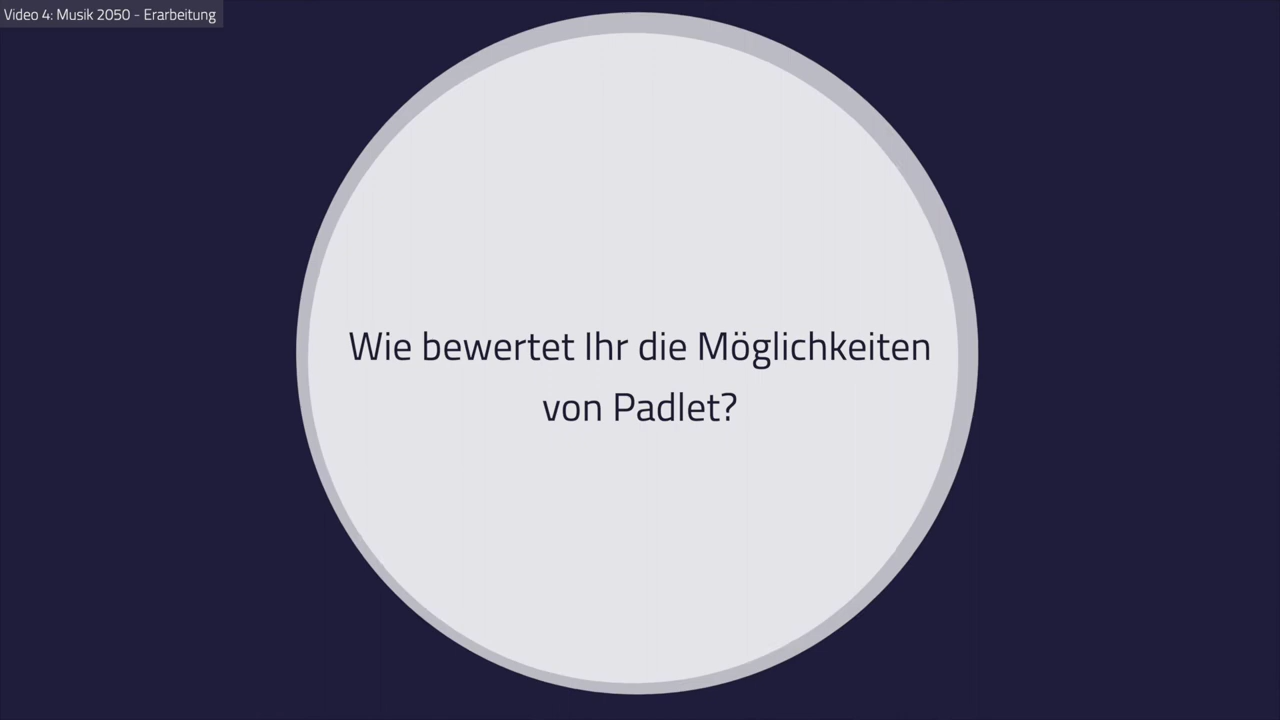 Video 4: Musik 2050 - Erarbeitung
Wie bewertet Ihr die Möglichkeiten
von Padlet?